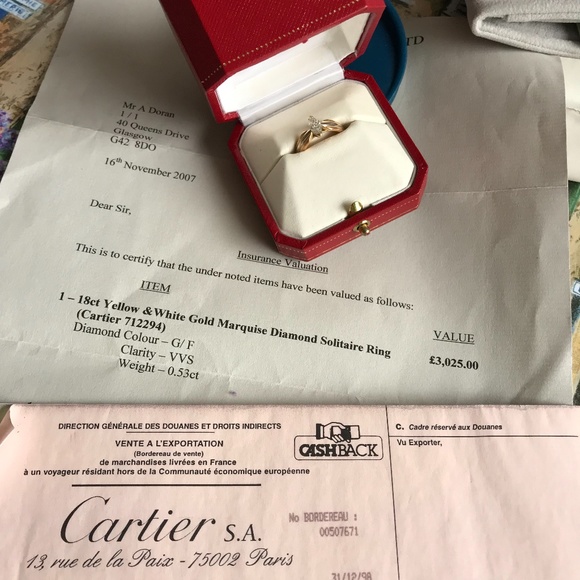 TD
Mr A Doran
1 / 1
40 Queens Drive
Glasgow
G42 8DO
16th November 2007
Dear Sir,
Insurance Valuation
This is to certify that the under noted items have been valued as follows:
ITEM
VALUE
1 – 18ct Yellow & White Gold Marquise Diamond Solitaire Ring
(Cartier 712294)
£3,025.00
Diamond Colour – G/ F
Clarity – VVS
Weight – 0.53ct
DIRECTION GÉNÉRALE DES DOUANES ET DROITS INDIRECTS
VENTE A L'EXPORTATION
(Bordereau de vente)
de marchandises livrées en France
à un voyageur résidant hors de la Communauté économique européenne
CASHBACK
C. Cadre réservé aux Douanes
Vu Exporter,
Cartier S.A.
13, rue de la Paix - 75002 Paris
No BORDEREAU :
00507671
31/12/98